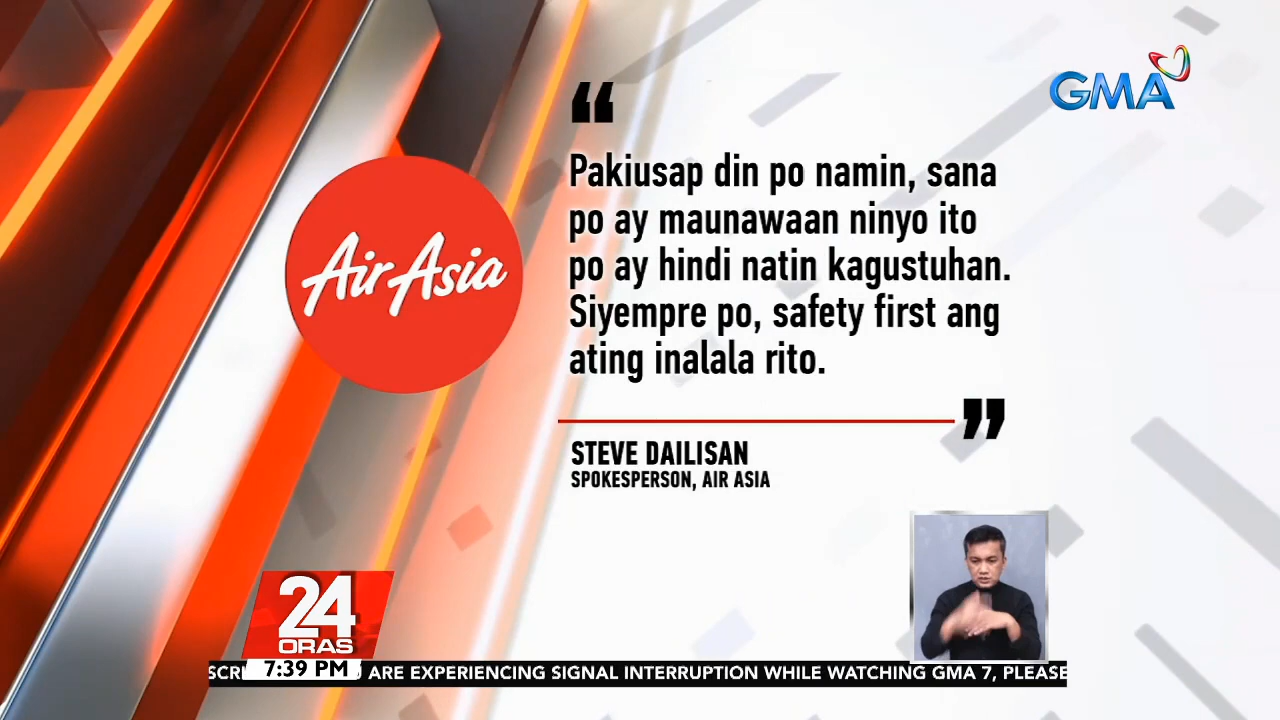 GMA
“
Pakiusap din po namin, sana
po ay maunawaan ninyo ito
po ay hindi natin kagustuhan.
Siyempre po, safety first ang
ating inalala rito.
”
AirAsia
STEVE DAILISAN
SPOKESPERSON, AIR ASIA
24
ORAS
7:39 PM
ARE EXPERIENCING SIGNAL INTERRUPTION WHILE WATCHING GMA 7, PLEASE